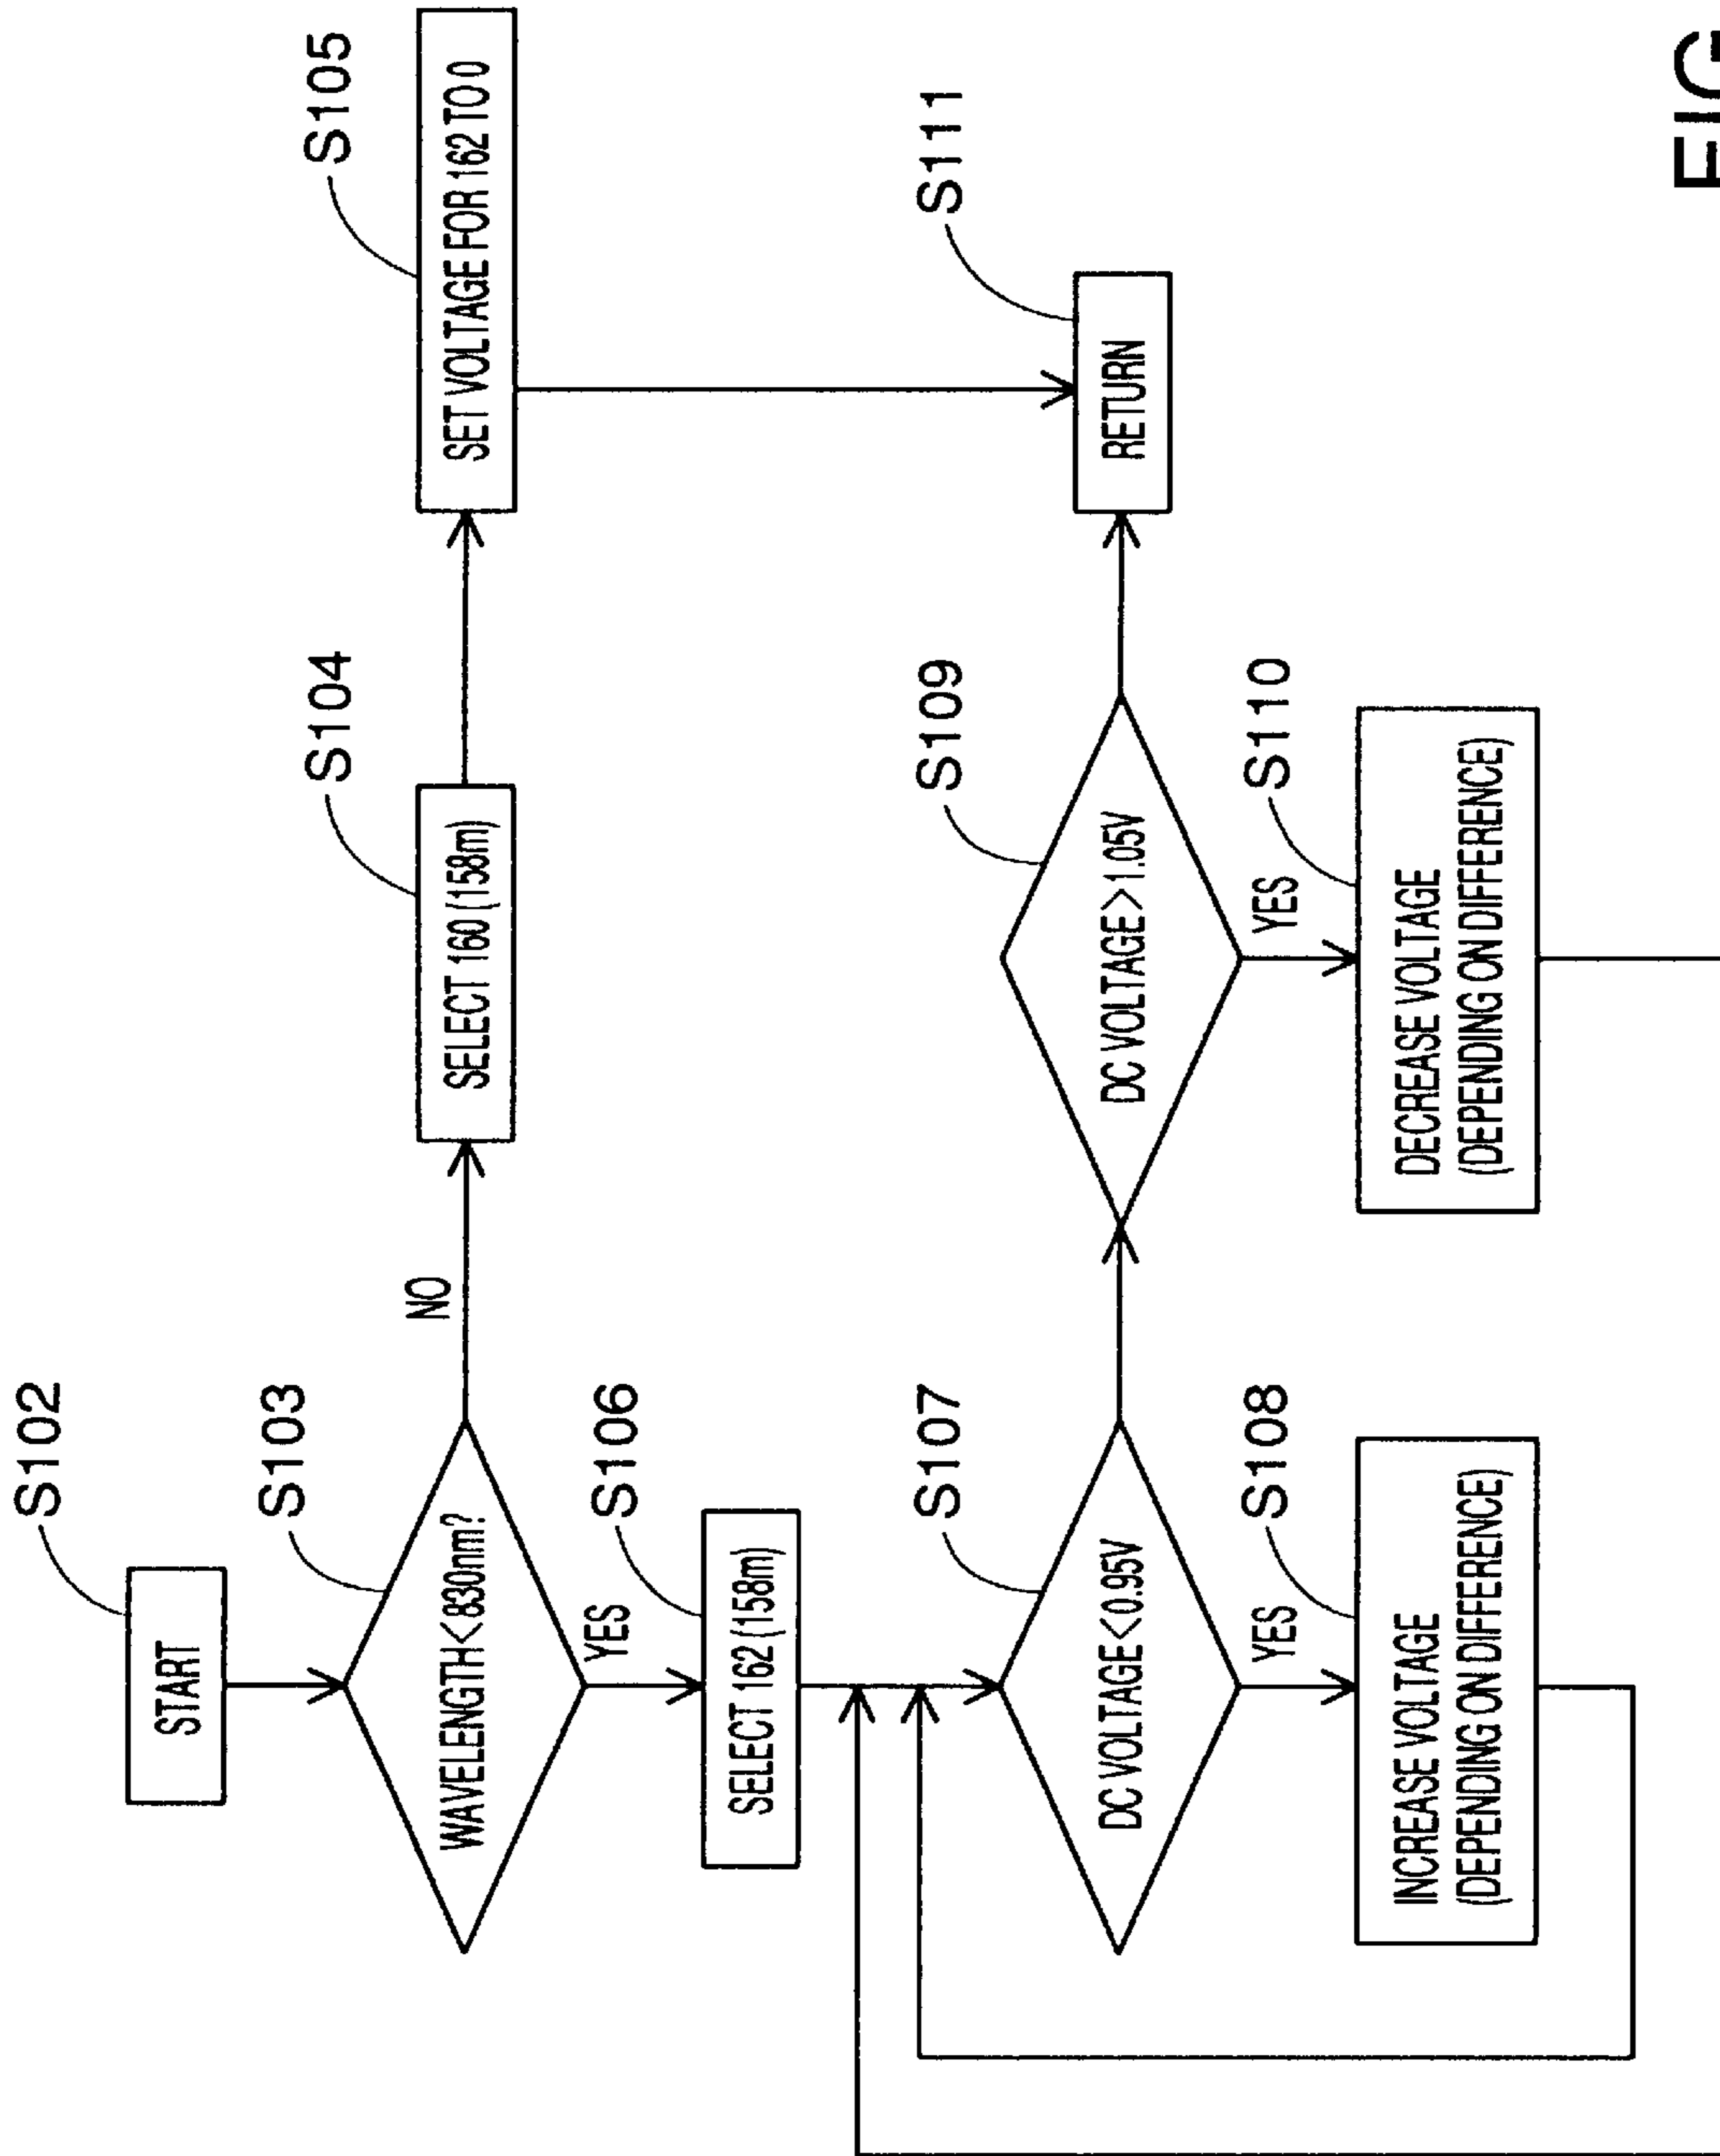 S102
START
S103
WAVELENGTH<830nm?
NO
YES
S104
SELECT 160 (158m)
S105
SET VOLTAGE FOR 162 TO 0
S106
SELECT 162 (158m)
S107
DC VOLTAGE<0.95V
YES
S108
INCREASE VOLTAGE
(DEPENDING ON DIFFERENCE)
S109
DC VOLTAGE>1.05V
YES
S110
DECREASE VOLTAGE
(DEPENDING ON DIFFERENCE)
S111
RETURN